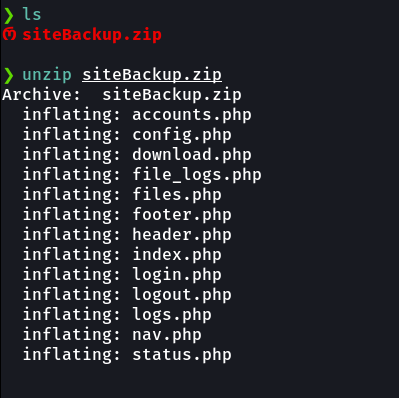 ❯ ls
siteBackup.zip
❯ unzip siteBackup.zip
Archive:  siteBackup.zip
  inflating: accounts.php
  inflating: config.php
  inflating: download.php
  inflating: file_logs.php
  inflating: files.php
  inflating: footer.php
  inflating: header.php
  inflating: index.php
  inflating: login.php
  inflating: logout.php
  inflating: logs.php
  inflating: nav.php
  inflating: status.php